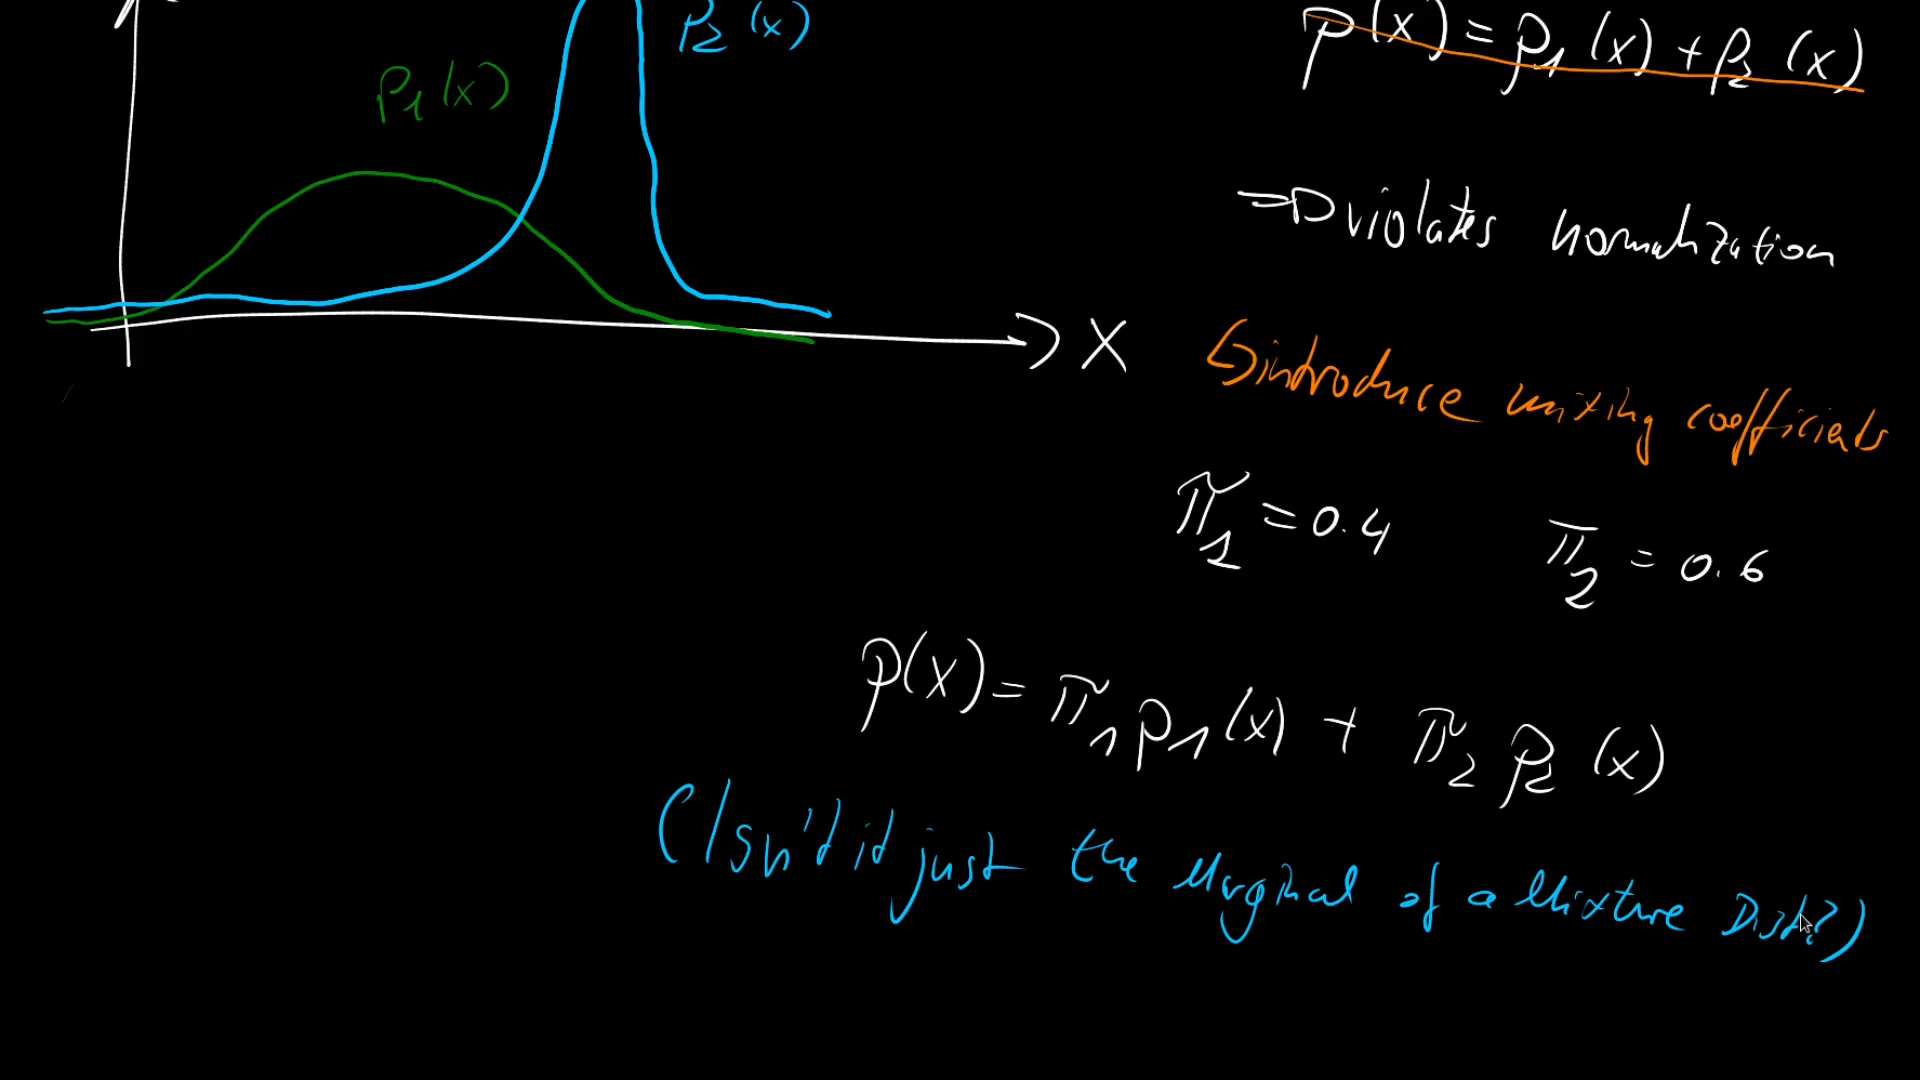 p₂(x)
p(x) = p₁(x) + p₂(x)
p₁(x)
⇒ violates normalization
X
↳ introduce mixing coefficients
π₁ = 0.4 π₂ = 0.6
p(x) = π₁ p₁(x) + π₂ p₂(x)
(Isn't it just the Marginal of a Mixture Dist?)